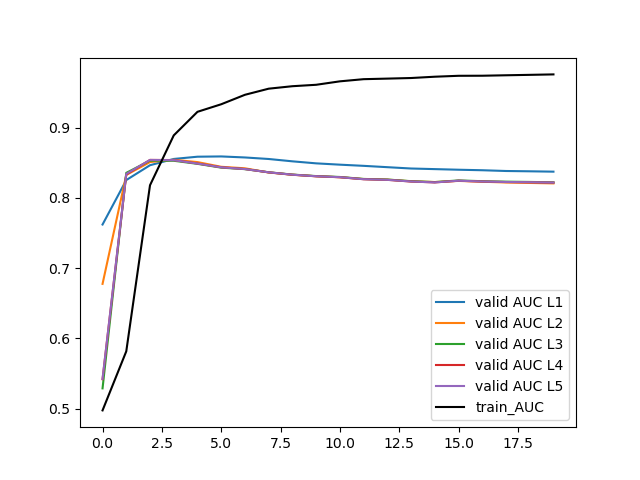 0.9
0.8
0.7
0.6
0.5
0.0 2.5 5.0 7.5 10.0 12.5 15.0 17.5
valid AUC L1
valid AUC L2
valid AUC L3
valid AUC L4
valid AUC L5
train_AUC